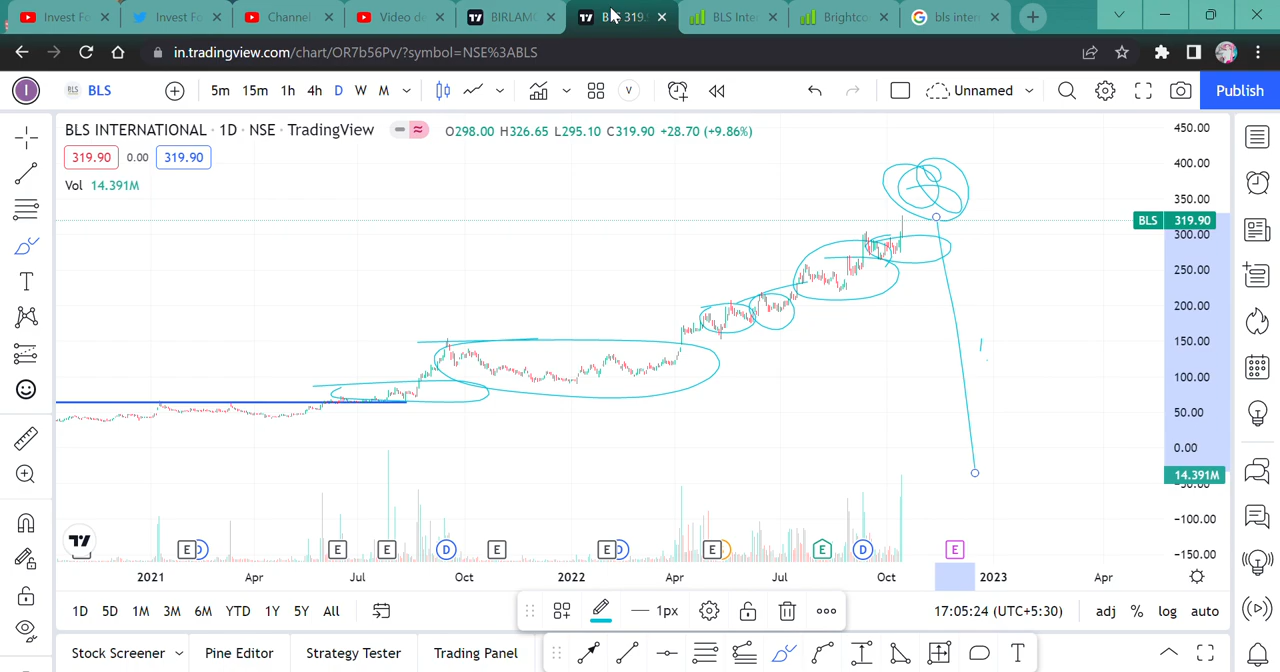 Invest Fo
Invest Fo
Channel
Video de
BIRLAM
319.
BLS Inte
Brightco
bls inter
in.tradingview.com/chart/OR7b56Pv/?symbol=NSE%3ABLS
I
BLS
BLS
5m
15m
1h
4h
D
W
M
V
Unnamed
Publish
BLS INTERNATIONAL · 1D · NSE · TradingView
O298.00 H326.65 L295.10 C319.90 +28.70 (+9.86%)
319.90
0.00
319.90
Vol 14.391M
450.00
400.00
350.00
BLS 319.90
300.00
250.00
200.00
150.00
100.00
50.00
0.00
14.391M
−50.00
−100.00
−150.00
E
D
E
E
D
E
E
D
E
E
D
E
2021
Apr
Jul
Oct
2022
Apr
Jul
Oct
2023
Apr
1D
5D
1M
3M
6M
YTD
1Y
5Y
All
1px
17:05:24 (UTC+5:30)
adj
%
log
auto
Stock Screener
Pine Editor
Strategy Tester
Trading Panel